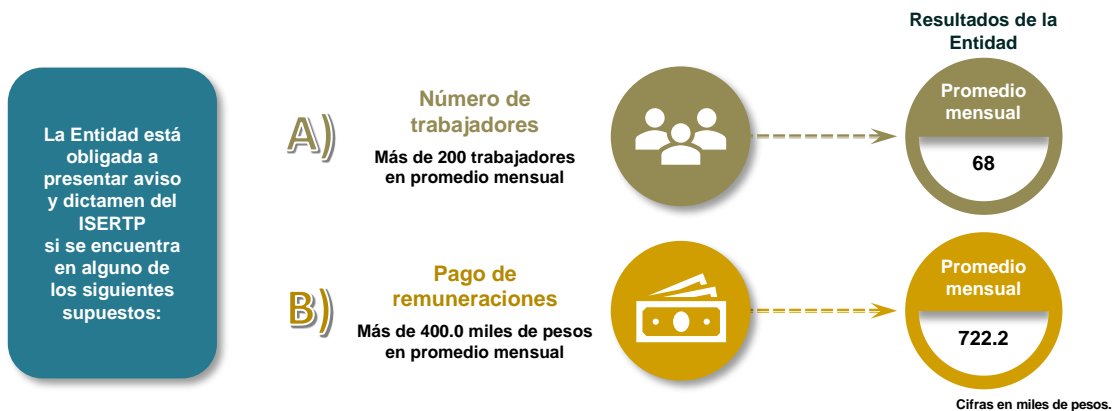 Resultados de la
Entidad
La Entidad está
obligada a
presentar aviso
y dictamen del
ISERTP
si se encuentra
en alguno de
los siguientes
supuestos:
A)
Número de
trabajadores
Más de 200 trabajadores
en promedio mensual
Promedio
mensual
68
B)
Pago de
remuneraciones
Más de 400.0 miles de pesos
en promedio mensual
Promedio
mensual
722.2
Cifras en miles de pesos.